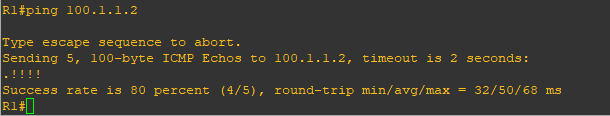 R1#ping 100.1.1.2
Type escape sequence to abort.
Sending 5, 100-byte ICMP Echos to 100.1.1.2, timeout is 2 seconds:
.!!!!
Success rate is 80 percent (4/5), round-trip min/avg/max = 32/50/68 ms
R1#